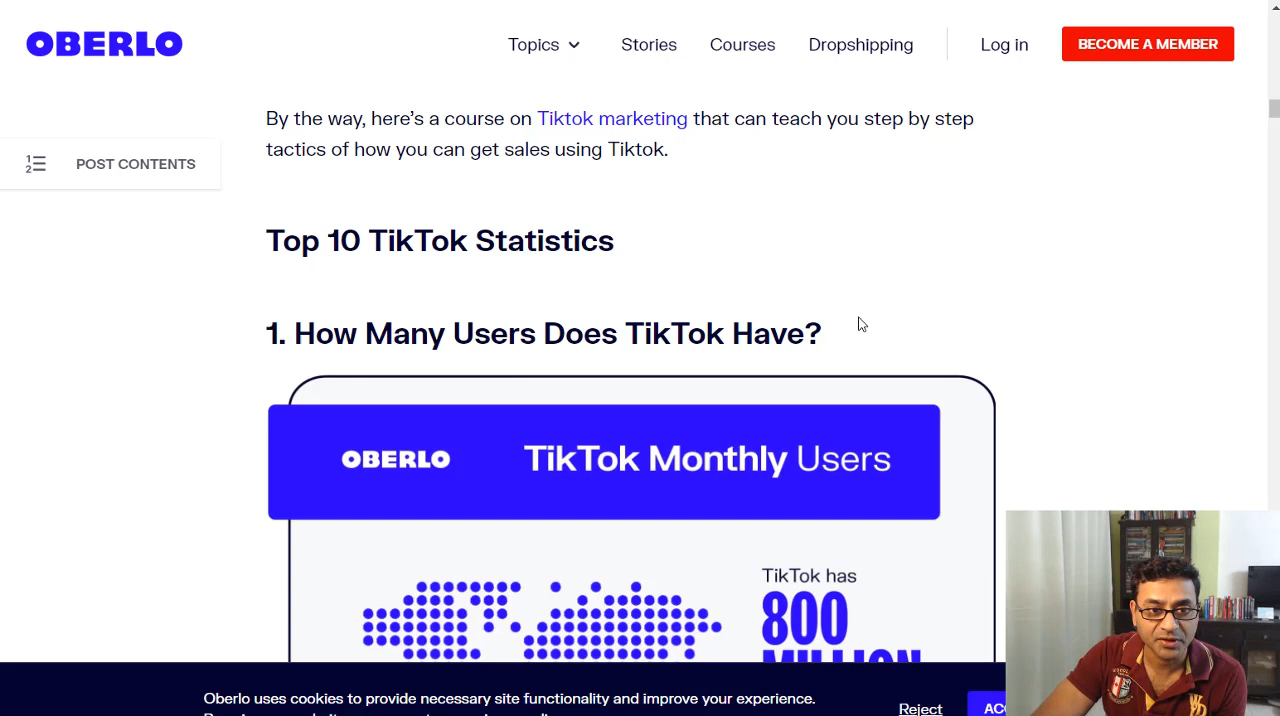 OBERLO
Topics
Stories
Courses
Dropshipping
Log in
BECOME A MEMBER
By the way, here's a course on Tiktok marketing that can teach you step by step
tactics of how you can get sales using Tiktok.
POST CONTENTS
Top 10 TikTok Statistics
1. How Many Users Does TikTok Have?
OBERLO
TikTok Monthly Users
TikTok has
800
MILLION
Oberlo uses cookies to provide necessary site functionality and improve your experience.
Reject